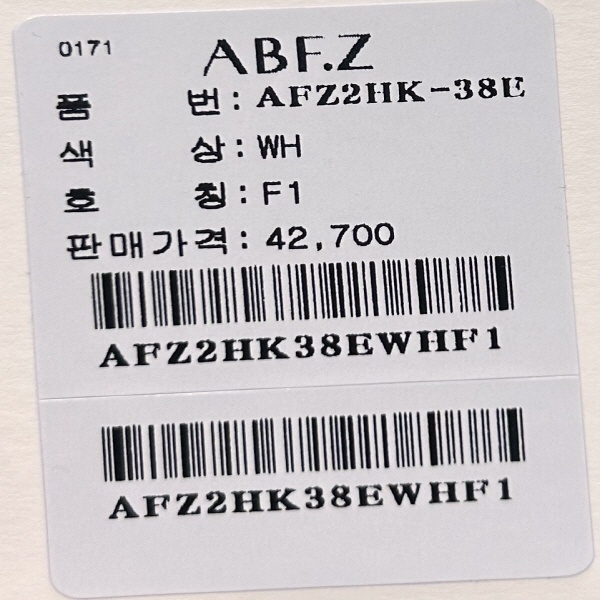 0171 ABF.Z
품 번 : AFZ2HK-38E
색 상 : WH
호 칭 : F1
판매가격 : 42,700
AFZ2HK38EWHF1
AFZ2HK38EWHF1